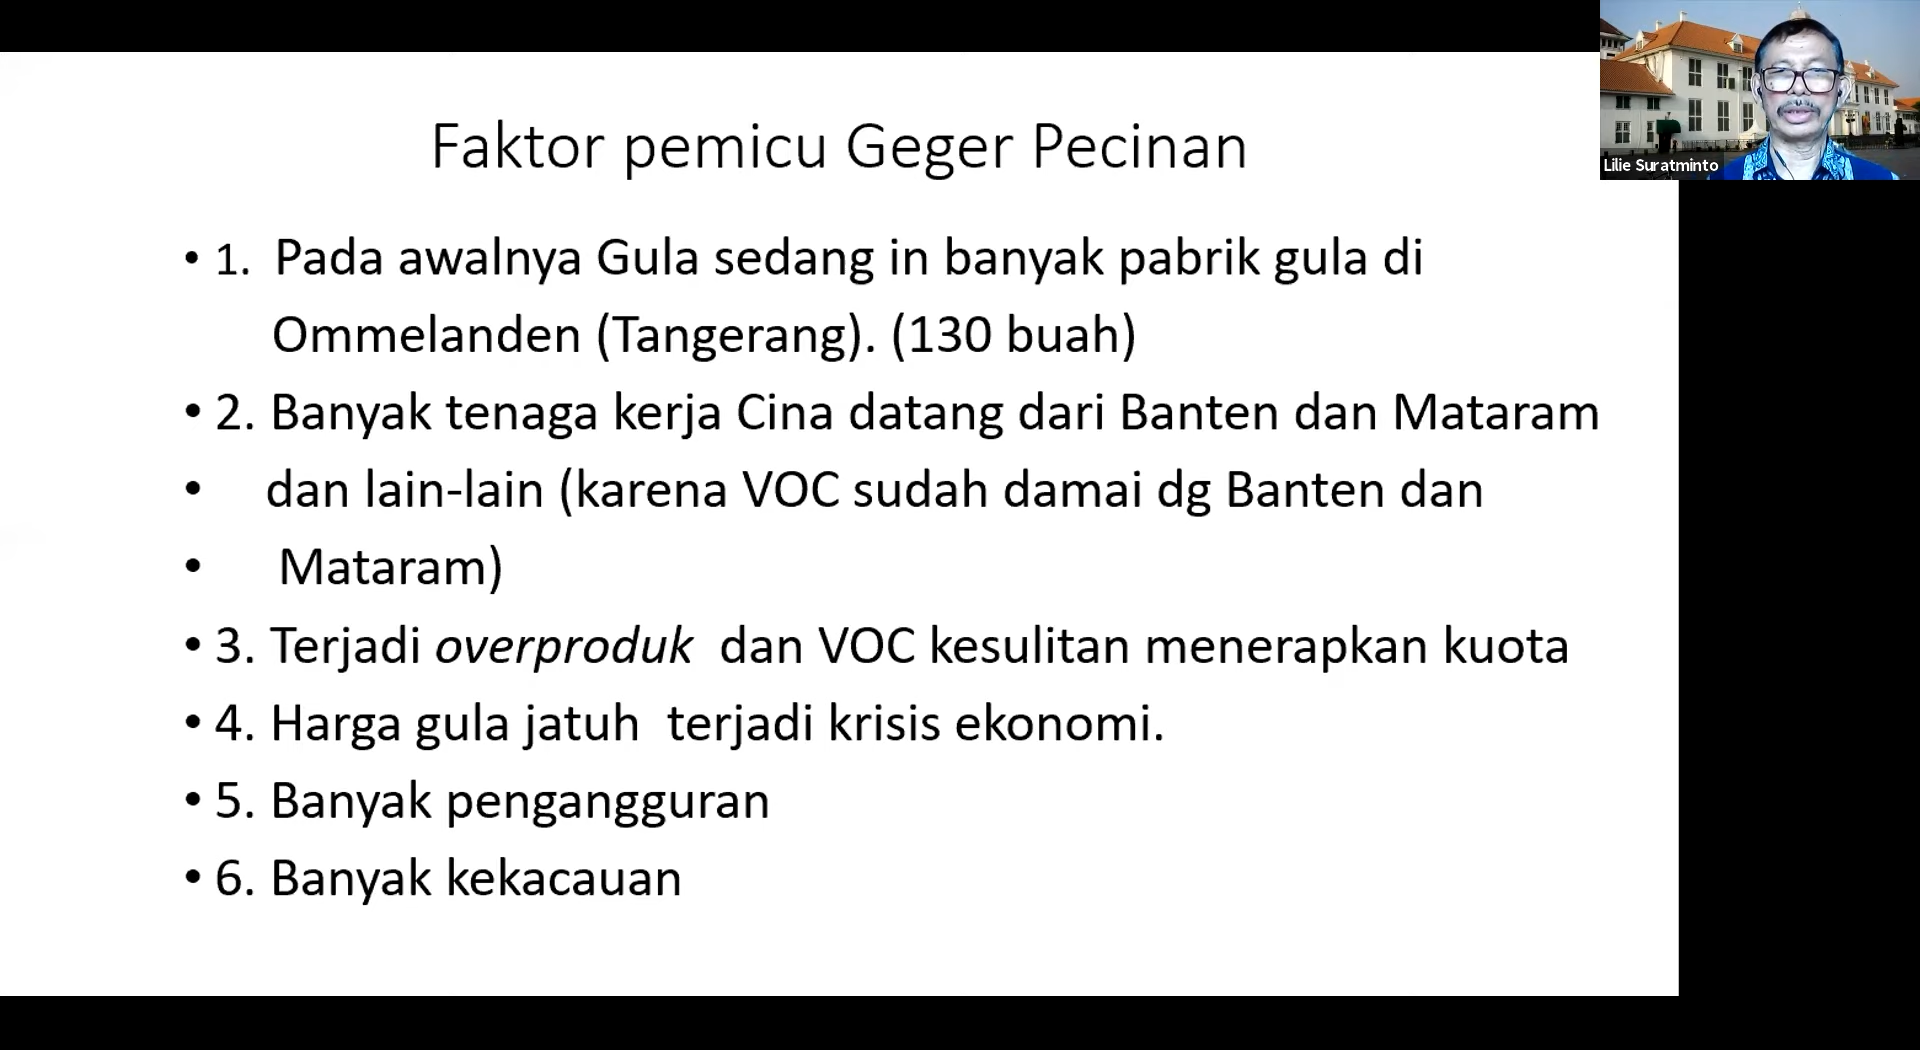 Faktor pemicu Geger Pecinan
• 1. Pada awalnya Gula sedang in banyak pabrik gula di
Ommelanden (Tangerang). (130 buah)
• 2. Banyak tenaga kerja Cina datang dari Banten dan Mataram
• dan lain-lain (karena VOC sudah damai dg Banten dan
• Mataram)
• 3. Terjadi overproduk dan VOC kesulitan menerapkan kuota
• 4. Harga gula jatuh terjadi krisis ekonomi.
• 5. Banyak pengangguran
• 6. Banyak kekacauan
Lilie Suratminto